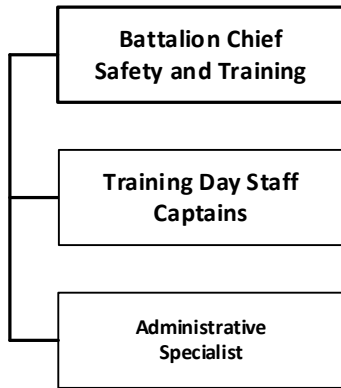 Battalion Chief
Safety and Training
Training Day Staff
Captains
Administrative
Specialist